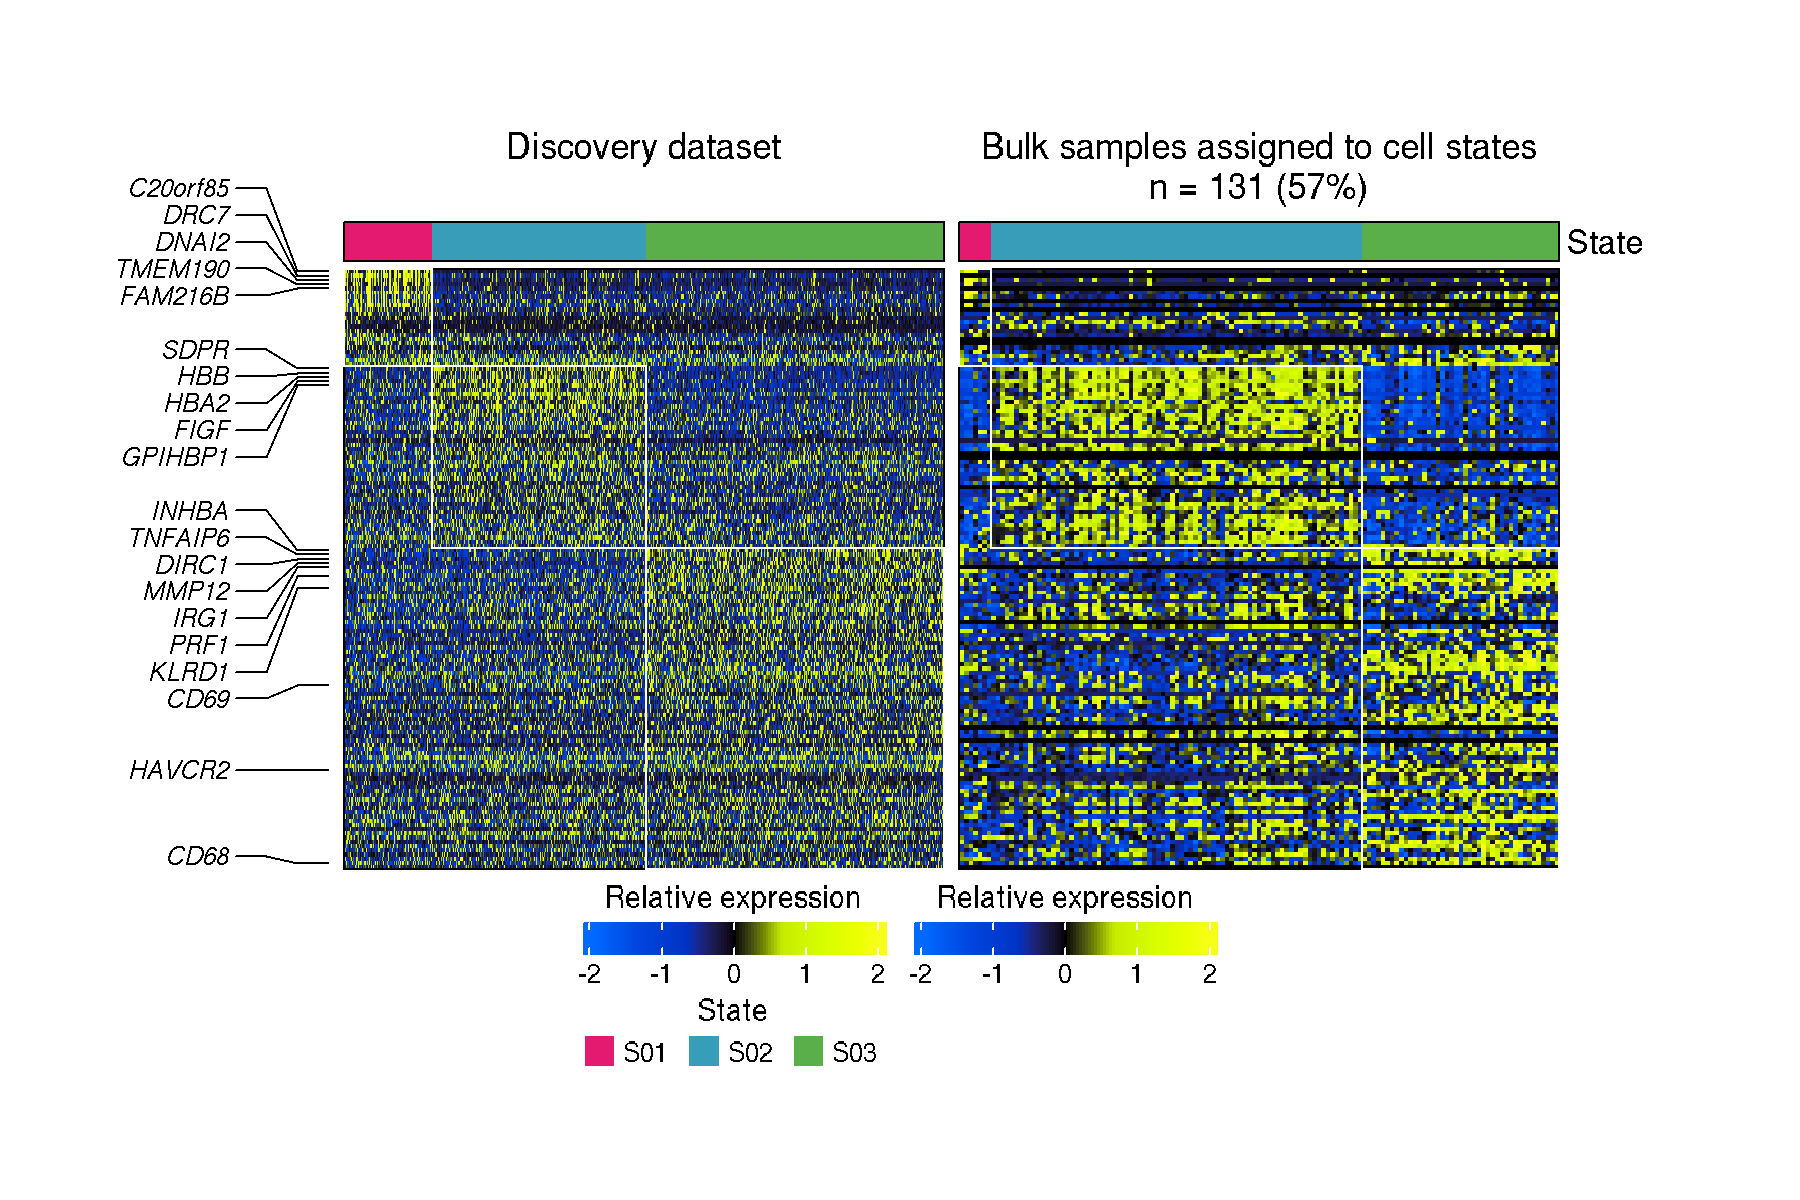 Discovery dataset
Bulk samples assigned to cell states
n = 131 (57%)
State
C20orf85
DRC7
DNAI2
TMEM190
FAM216B
SDPR
HBB
HBA2
FIGF
GPIHBP1
INHBA
TNFAIP6
DIRC1
MMP12
IRG1
PRF1
KLRD1
CD69
HAVCR2
CD68
Relative expression
-2 -1 0 1 2
Relative expression
-2 -1 0 1 2
State
S01 S02 S03